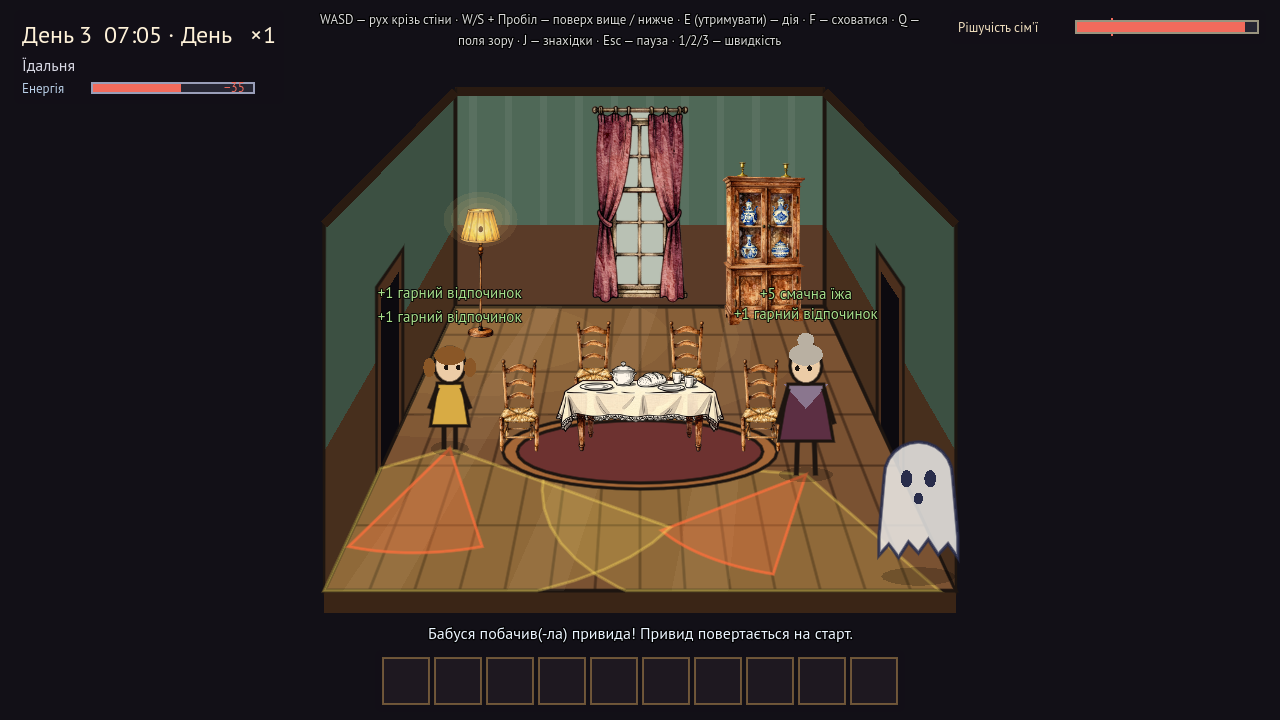 День 3 07:05 · День ×1
Їдальня
Енергія
−35
WASD — рух крізь стіни · W/S + Пробіл — поверх вище / нижче · E (утримувати) — дія · F — сховатися · Q —
поля зору · J — знахідки · Esc — пауза · 1/2/3 — швидкість
Рішучість сім'ї
+1 гарний відпочинок
+1 гарний відпочинок
+5 смачна їжа
+1 гарний відпочинок
Бабуся побачив(-ла) привида! Привид повертається на старт.